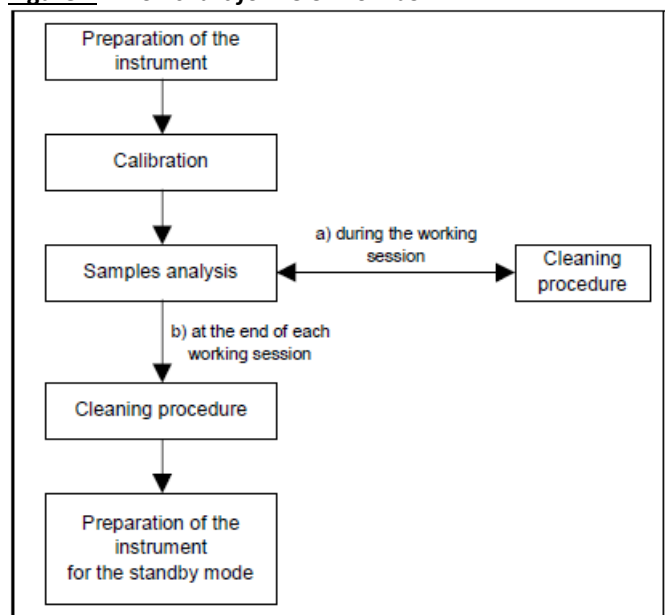 Preparation of the
instrument
Calibration
Samples analysis
a) during the working
session
Cleaning
procedure
b) at the end of each
working session
Cleaning procedure
Preparation of the
instrument
for the standby mode